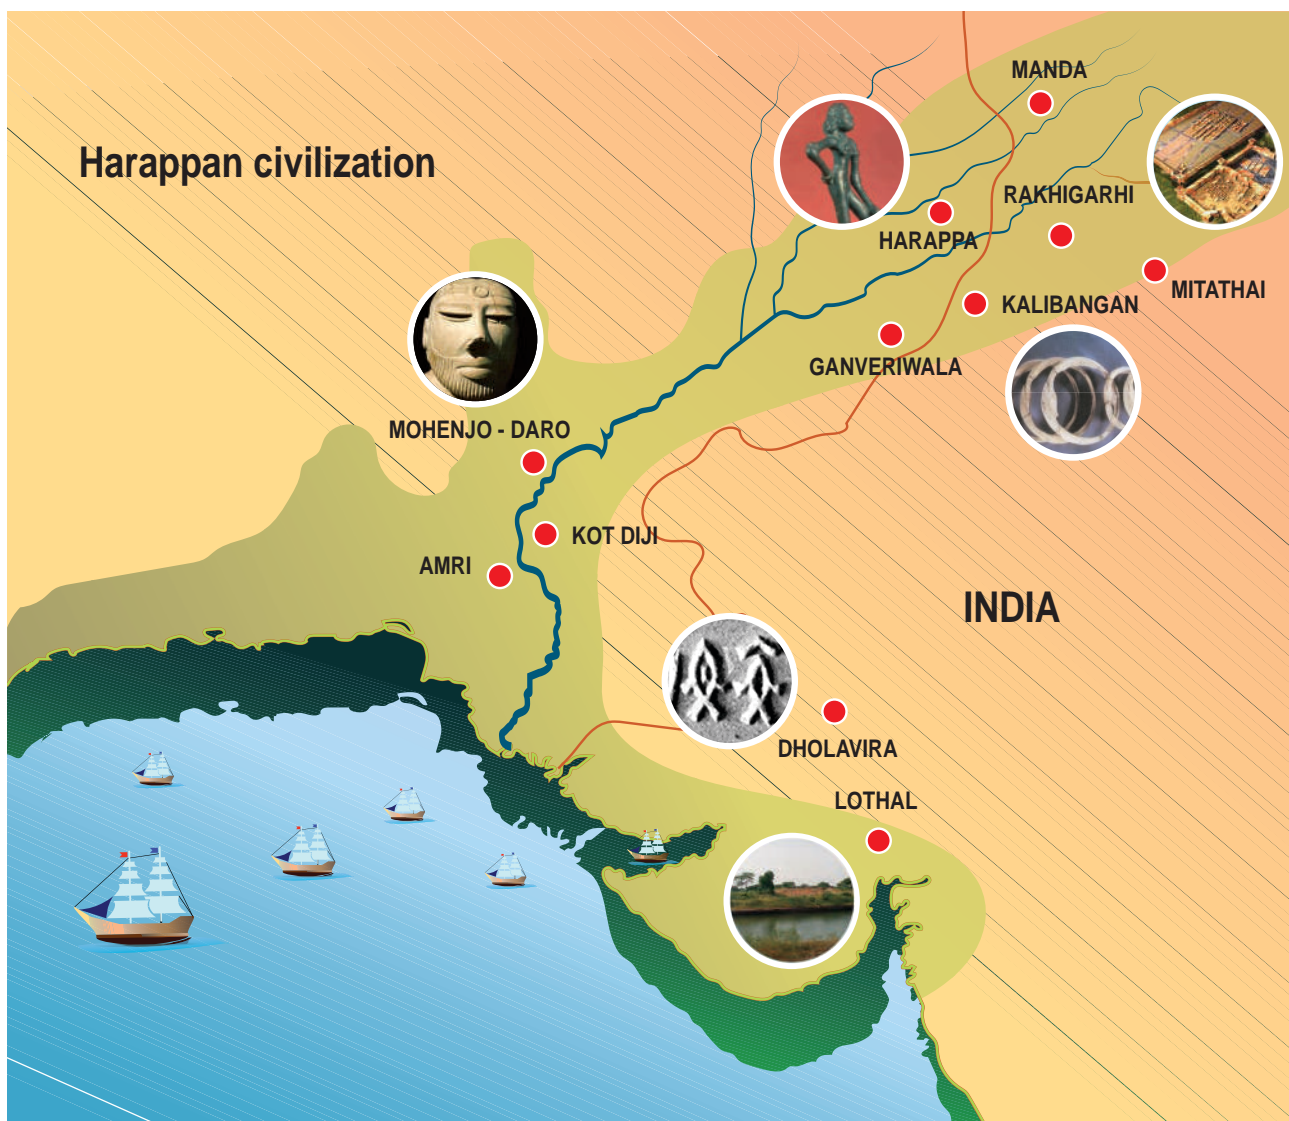 Harappan civilization
MANDA
RAKHIGARHI
HARAPPA
MITATHAI
KALIBANGAN
GANVERIWALA
MOHENJO - DARO
KOT DIJI
AMRI
INDIA
DHOLAVIRA
LOTHAL